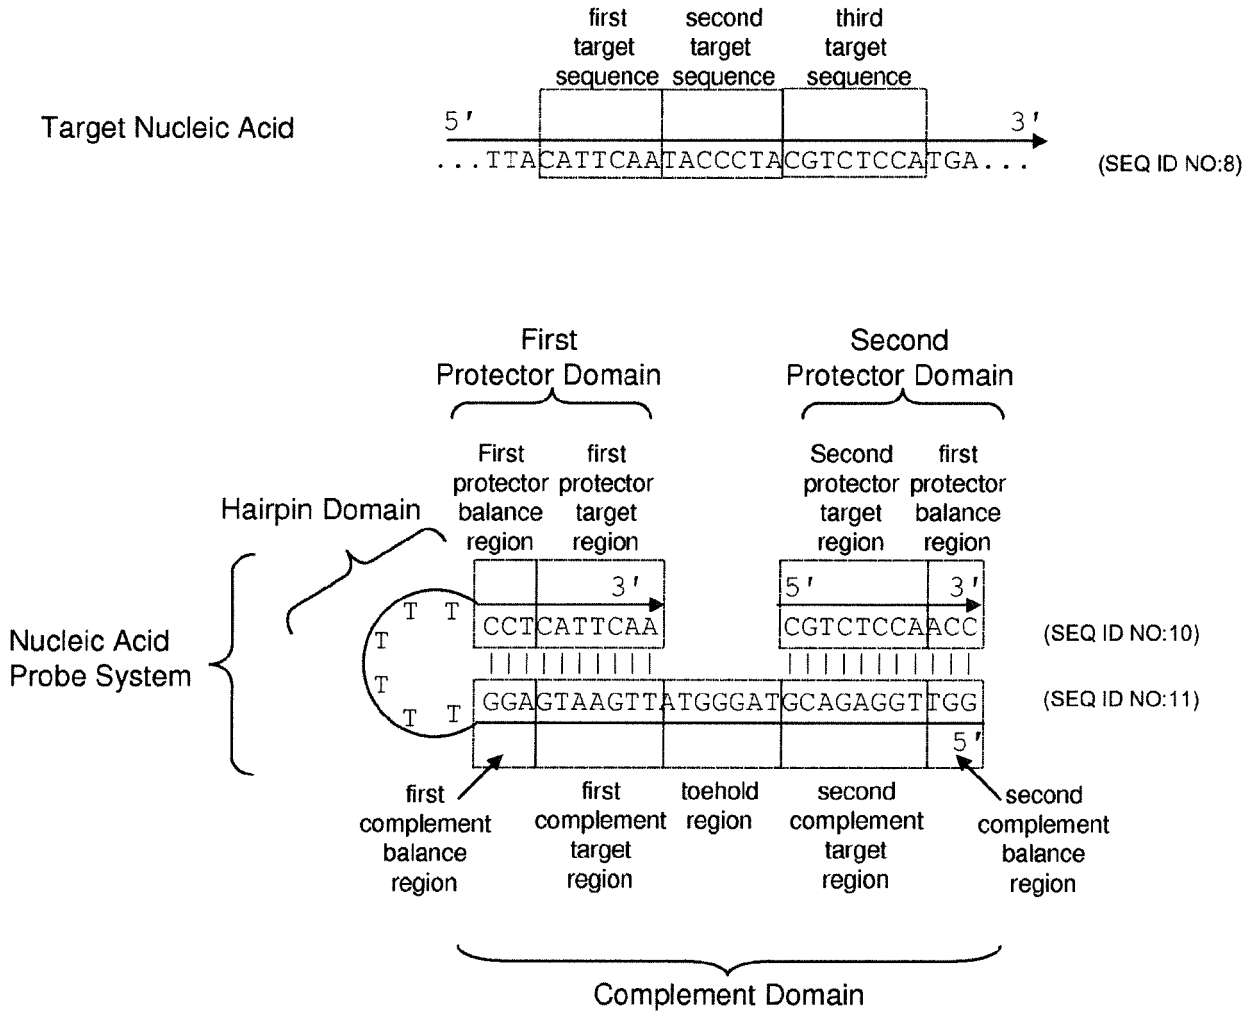 first second third
target target target
sequence sequence sequence
Target Nucleic Acid
5' 3'
...TTACATTCAATACCCTACGTCTCCATGA...
(SEQ ID NO:8)
First Second
Protector Domain Protector Domain
First first Second first
protector protector protector protector
balance target target balance
region region region region
Hairpin Domain
3' 5' 3'
T T
CCTCATTCAA CGTCTCCAACC
(SEQ ID NO:10)
T
Nucleic Acid
Probe System
T
T T
GGAGTAAGTTATGGGATGCAGAGGTTGG
(SEQ ID NO:11)
5'
first first toehold second second
complement complement region complement complement
balance target target balance
region region region region
Complement Domain